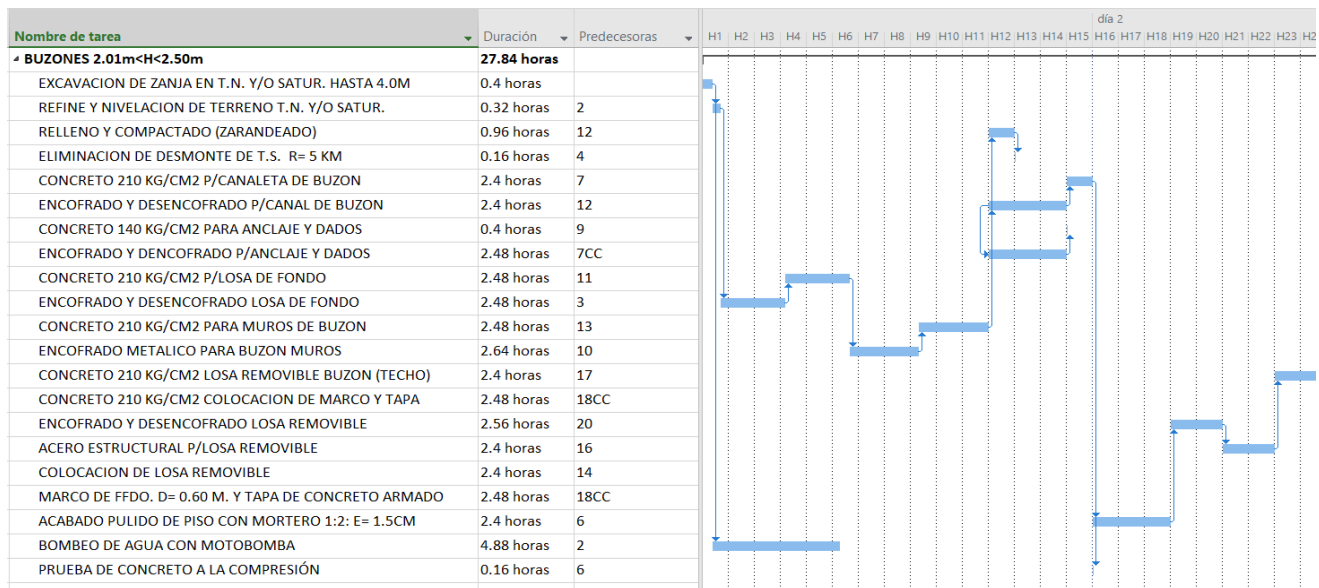 día 2
Nombre de tarea Duración Predecesoras H1 H2 H3 H4 H5 H6 H7 H8 H9 H10 H11 H12 H13 H14 H15 H16 H17 H18 H19 H20 H21 H22 H23 H2
BUZONES 2.01m<H<2.50m 27.84 horas
EXCAVACION DE ZANJA EN T.N. Y/O SATUR. HASTA 4.0M 0.4 horas
REFINE Y NIVELACION DE TERRENO T.N. Y/O SATUR. 0.32 horas 2
RELLENO Y COMPACTADO (ZARANDEADO) 0.96 horas 12
ELIMINACION DE DESMONTE DE T.S. R= 5 KM 0.16 horas 4
CONCRETO 210 KG/CM2 P/CANALETA DE BUZON 2.4 horas 7
ENCOFRADO Y DESENCOFRADO P/CANAL DE BUZON 2.4 horas 12
CONCRETO 140 KG/CM2 PARA ANCLAJE Y DADOS 0.4 horas 9
ENCOFRADO Y DENCOFRADO P/ANCLAJE Y DADOS 2.48 horas 7CC
CONCRETO 210 KG/CM2 P/LOSA DE FONDO 2.48 horas 11
ENCOFRADO Y DESENCOFRADO LOSA DE FONDO 2.48 horas 3
CONCRETO 210 KG/CM2 PARA MUROS DE BUZON 2.48 horas 13
ENCOFRADO METALICO PARA BUZON MUROS 2.64 horas 10
CONCRETO 210 KG/CM2 LOSA REMOVIBLE BUZON (TECHO) 2.4 horas 17
CONCRETO 210 KG/CM2 COLOCACION DE MARCO Y TAPA 2.48 horas 18CC
ENCOFRADO Y DESENCOFRADO LOSA REMOVIBLE 2.56 horas 20
ACERO ESTRUCTURAL P/LOSA REMOVIBLE 2.4 horas 16
COLOCACION DE LOSA REMOVIBLE 2.4 horas 14
MARCO DE FFDO. D= 0.60 M. Y TAPA DE CONCRETO ARMADO 2.48 horas 18CC
ACABADO PULIDO DE PISO CON MORTERO 1:2: E= 1.5CM 2.4 horas 6
BOMBEO DE AGUA CON MOTOBOMBA 4.88 horas 2
PRUEBA DE CONCRETO A LA COMPRESIÓN 0.16 horas 6